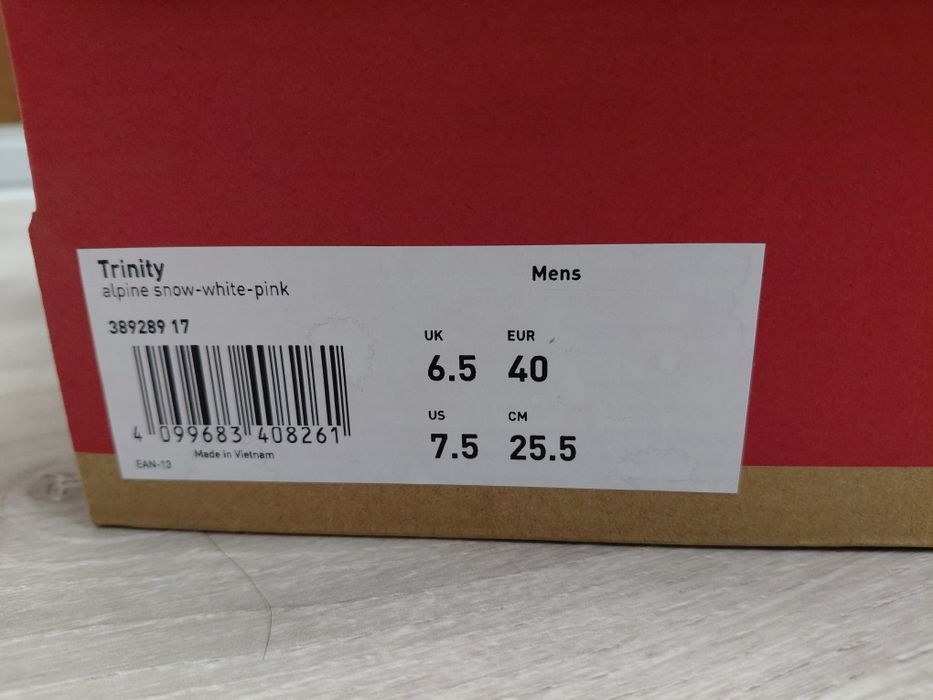 Trinity
alpine snow-white-pink
Mens
389289 17
UK EUR
6.5 40
US CM
7.5 25.5
4 099683 408261
Made in Vietnam
EAN-13